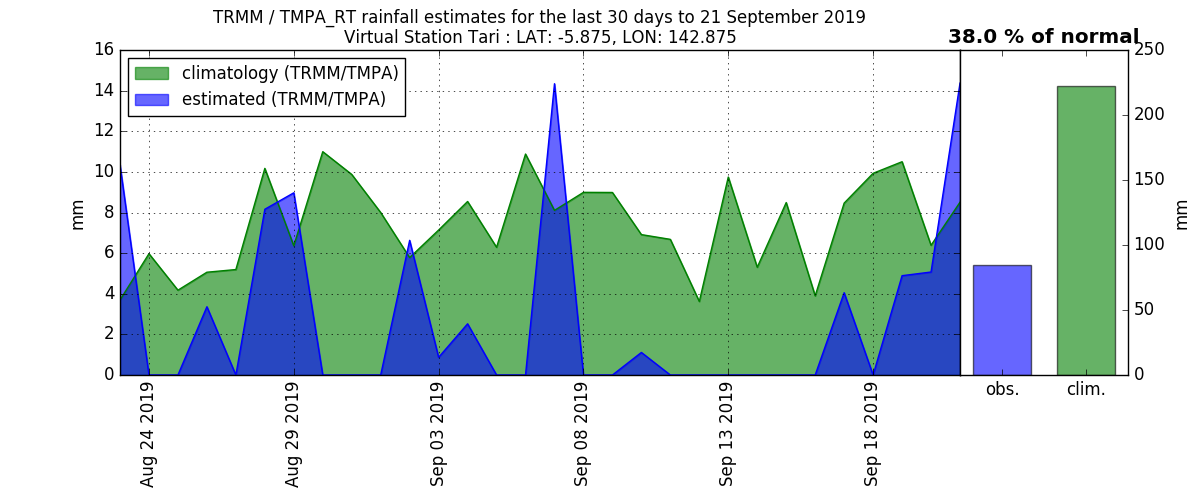 TRMM / TMPA_RT rainfall estimates for the last 30 days to 21 September 2019
Virtual Station Tari : LAT: -5.875, LON: 142.875
38.0 % of normal
climatology (TRMM/TMPA)
estimated (TRMM/TMPA)
16
14
12
10
8
6
4
2
0
mm
Aug 24 2019
Aug 29 2019
Sep 03 2019
Sep 08 2019
Sep 13 2019
Sep 18 2019
obs.
clim.
250
200
150
100
50
0
mm